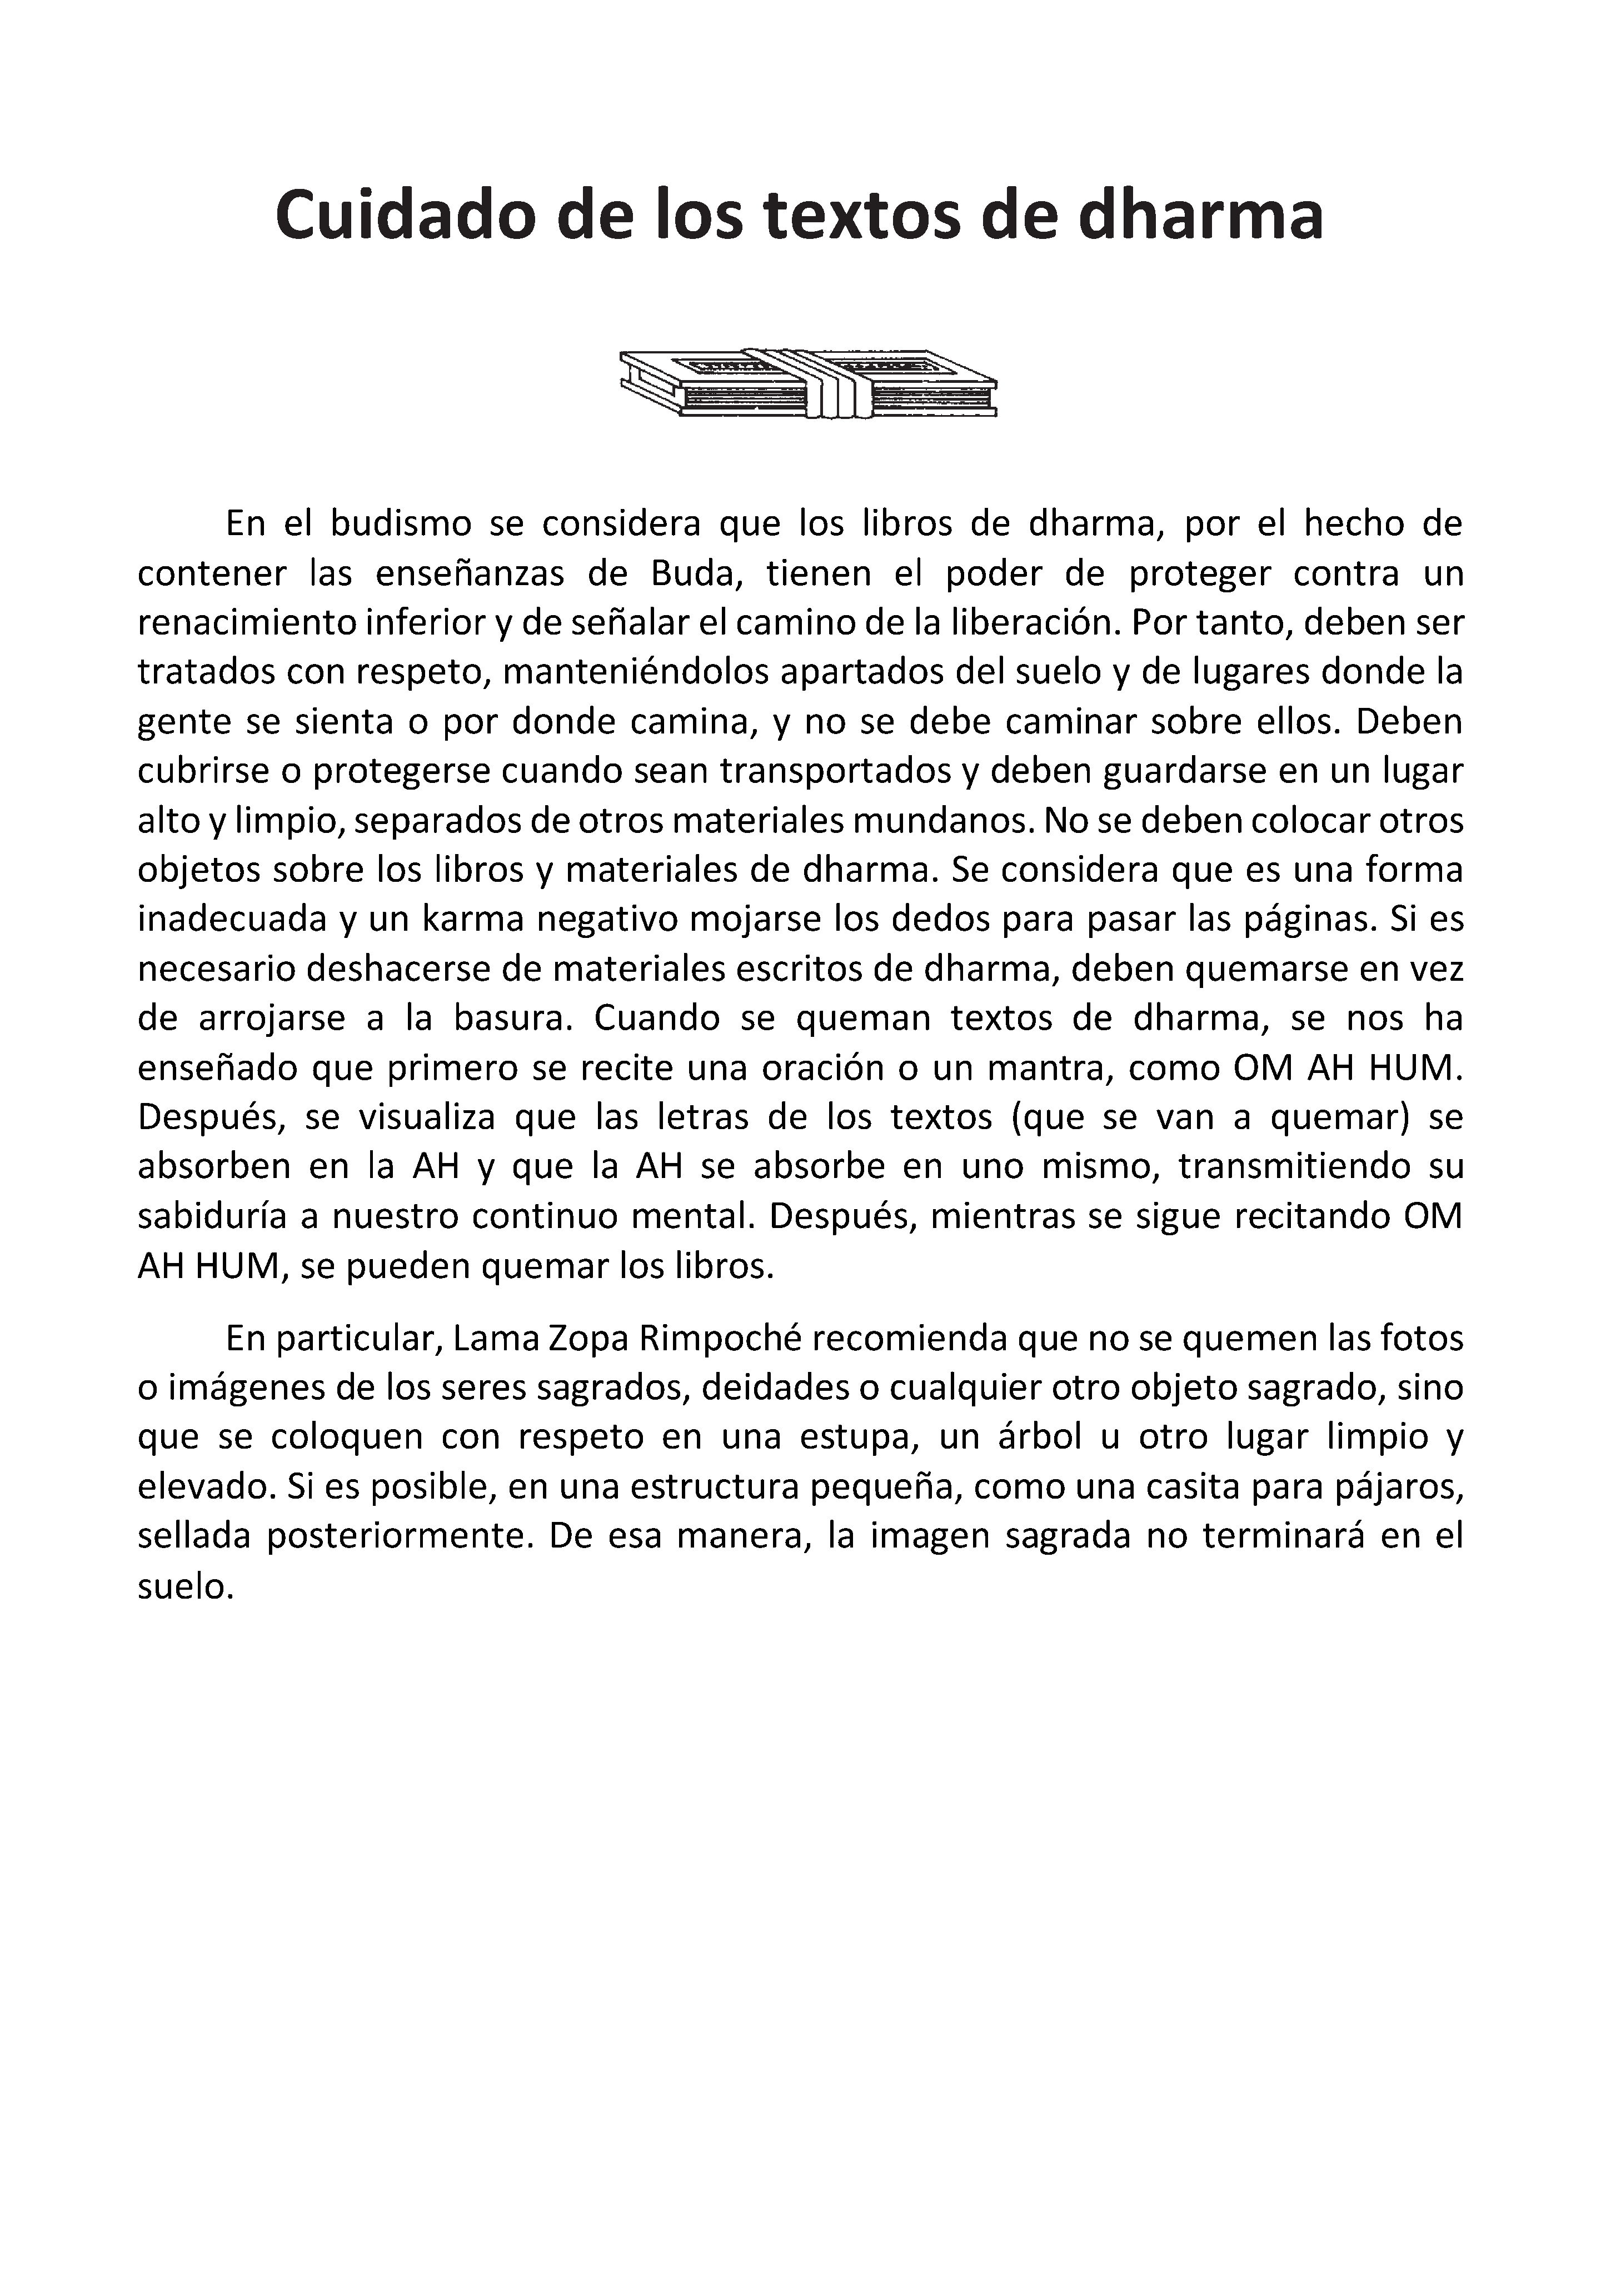 Cuidado de los textos de dharma
En el budismo se considera que los libros de dharma, por el hecho de
contener las enseñanzas de Buda, tienen el poder de proteger contra un
renacimiento inferior y de señalar el camino de la liberación. Por tanto, deben ser
tratados con respeto, manteniéndolos apartados del suelo y de lugares donde la
gente se sienta o por donde camina, y no se debe caminar sobre ellos. Deben
cubrirse o protegerse cuando sean transportados y deben guardarse en un lugar
alto y limpio, separados de otros materiales mundanos. No se deben colocar otros
objetos sobre los libros y materiales de dharma. Se considera que es una forma
inadecuada y un karma negativo mojarse los dedos para pasar las páginas. Si es
necesario deshacerse de materiales escritos de dharma, deben quemarse en vez
de arrojarse a la basura. Cuando se queman textos de dharma, se nos ha
enseñado que primero se recite una oración o un mantra, como OM AH HUM.
Después, se visualiza que las letras de los textos (que se van a quemar) se
absorben en la AH y que la AH se absorbe en uno mismo, transmitiendo su
sabiduría a nuestro continuo mental. Después, mientras se sigue recitando OM
AH HUM, se pueden quemar los libros.
En particular, Lama Zopa Rimpoché recomienda que no se quemen las fotos
o imágenes de los seres sagrados, deidades o cualquier otro objeto sagrado, sino
que se coloquen con respeto en una estupa, un árbol u otro lugar limpio y
elevado. Si es posible, en una estructura pequeña, como una casita para pájaros,
sellada posteriormente. De esa manera, la imagen sagrada no terminará en el
suelo.